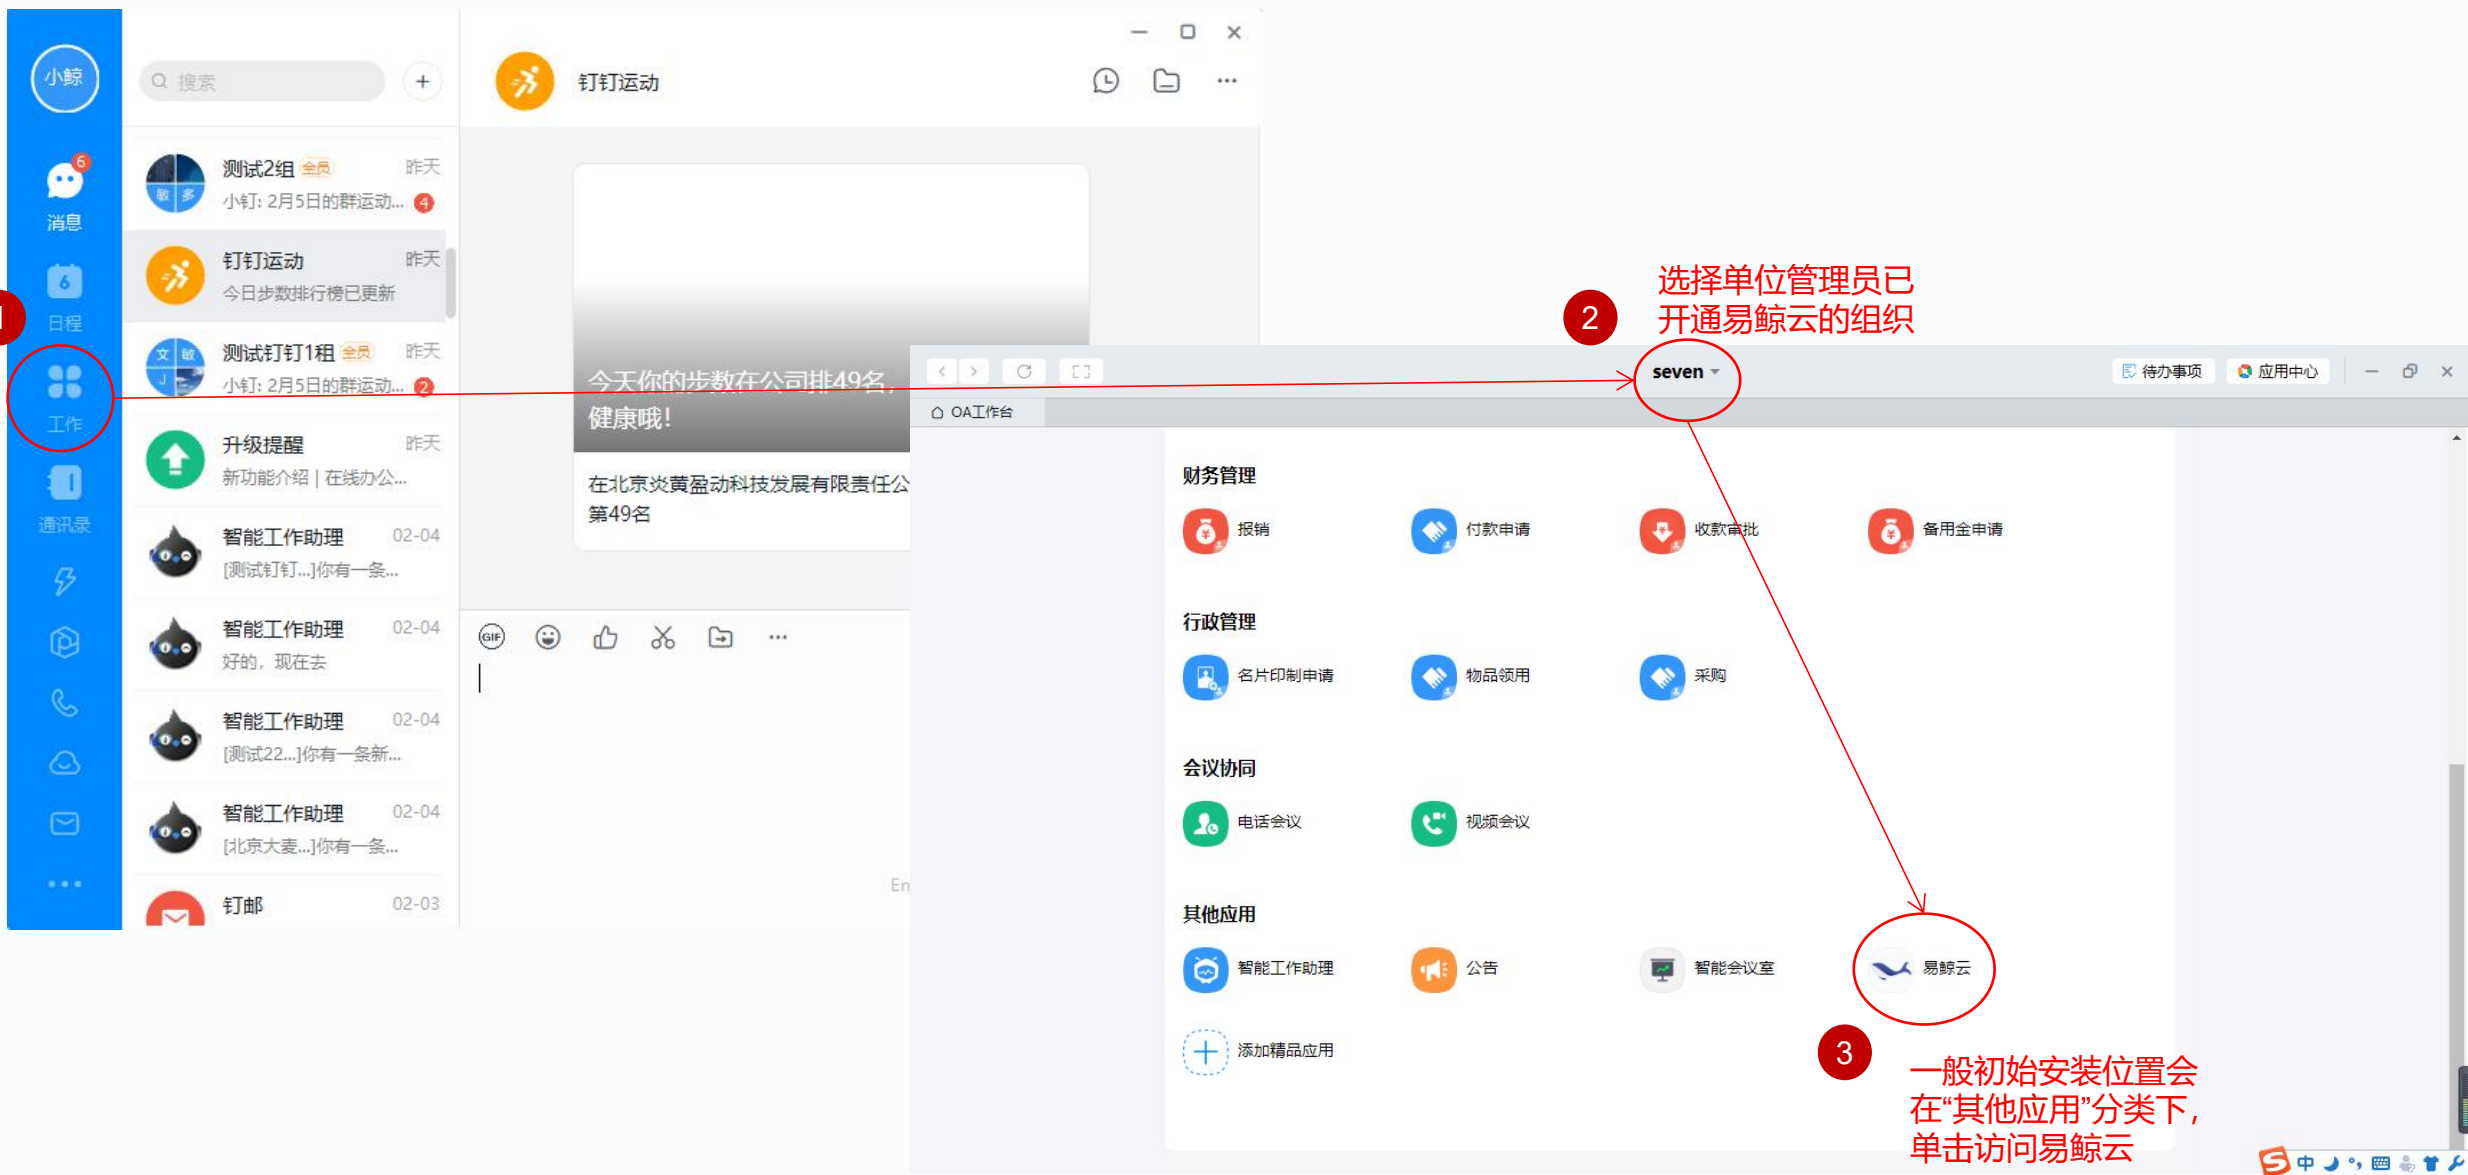 小鲸
搜索
钉钉运动
6
消息
6
日程
1
工作
通讯录
测试2组 全员 昨天
小钉: 2月5日的群运动... 4
钉钉运动 昨天
今日步数排行榜已更新
测试钉钉1租 全员 昨天
小钉: 2月5日的群运动... 2
升级提醒 昨天
新功能介绍 | 在线办公...
智能工作助理 02-04
[测试钉钉...]你有一条...
智能工作助理 02-04
好的，现在去
智能工作助理 02-04
[测试22...]你有一条新...
智能工作助理 02-04
[北京大麦...]你有一条...
钉邮 02-03
敏 多
文 敏
J
今天你的步数在公司排49名，
健康哦！
在北京炎黄盈动科技发展有限责任公
第49名
GIF
En
2
选择单位管理员已
开通易鲸云的组织
seven
待办事项
应用中心
OA工作台
财务管理
报销 付款申请 收款审批 备用金申请
行政管理
名片印制申请 物品领用 采购
会议协同
电话会议 视频会议
其他应用
智能工作助理 公告 智能会议室 易鲸云
添加精品应用
3
一般初始安装位置会
在“其他应用”分类下，
单击访问易鲸云
中